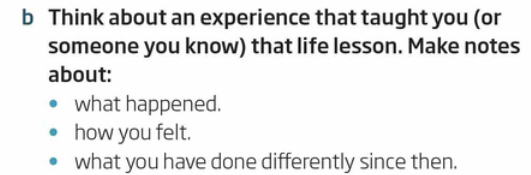 b Think about an experience that taught you (or
someone you know) that life lesson. Make notes
about:
• what happened.
• how you felt.
• what you have done differently since then.